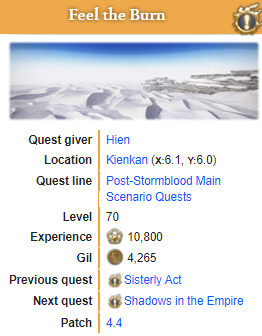 Feel the Burn
Quest giver Hien
Location Kienkan (x:6.1, Y:6.0)
Quest line Post-Stormblood Main
Scenario Quests
Level 70
Experience 10,800
Gil 4,265
Previous quest Sisterly Act
Next quest Shadows in the Empire
Patch 4.4